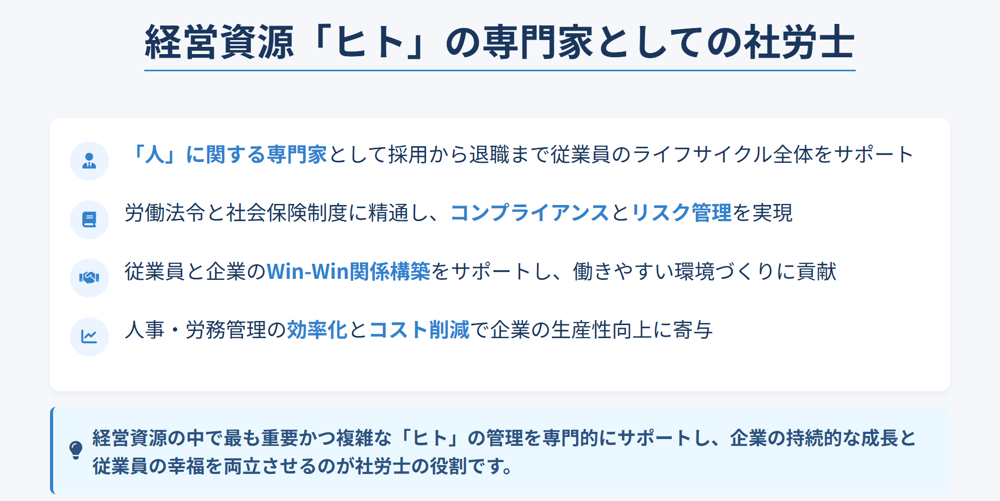 経営資源「ヒト」の専門家としての社労士
「人」に関する専門家として採用から退職まで従業員のライフサイクル全体をサポート
労働法令と社会保険制度に精通し、コンプライアンスとリスク管理を実現
従業員と企業のWin-Win関係構築をサポートし、働きやすい環境づくりに貢献
人事・労務管理の効率化とコスト削減で企業の生産性向上に寄与
経営資源の中で最も重要かつ複雑な「ヒト」の管理を専門的にサポートし、企業の持続的な成長と
従業員の幸福を両立させるのが社労士の役割です。